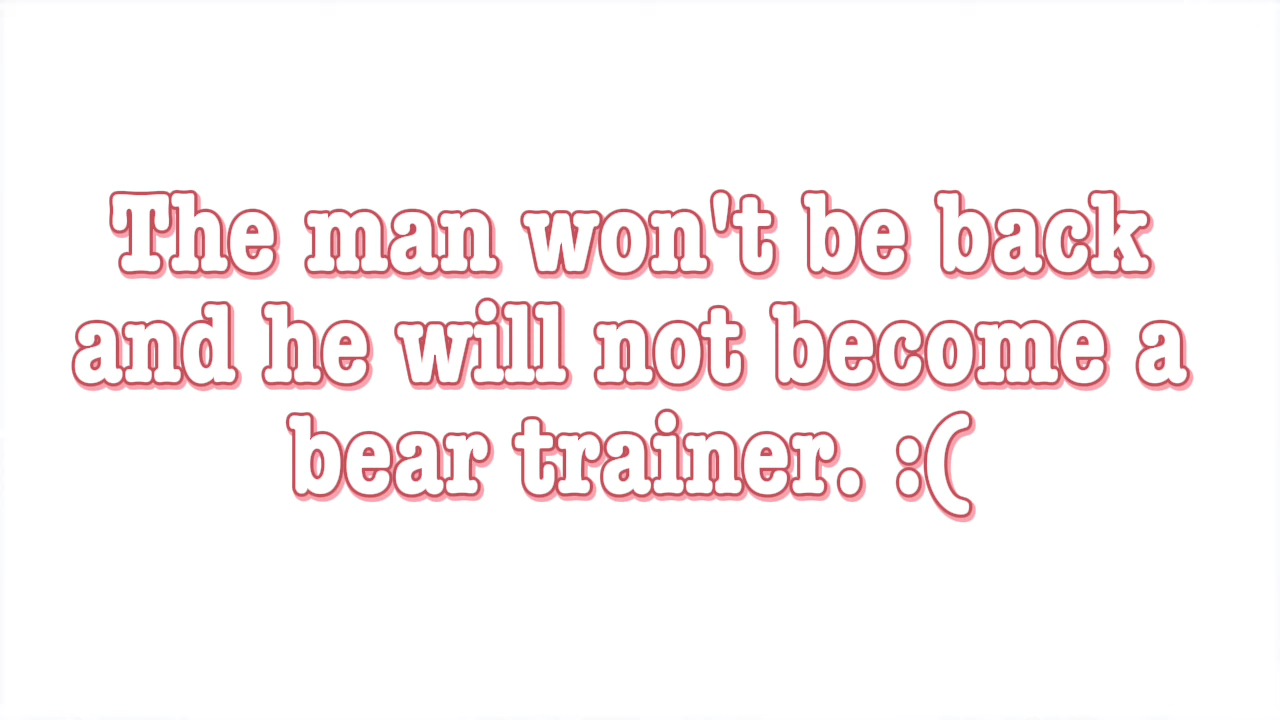 The man won't be back
and he will not become a
bear trainer. :(